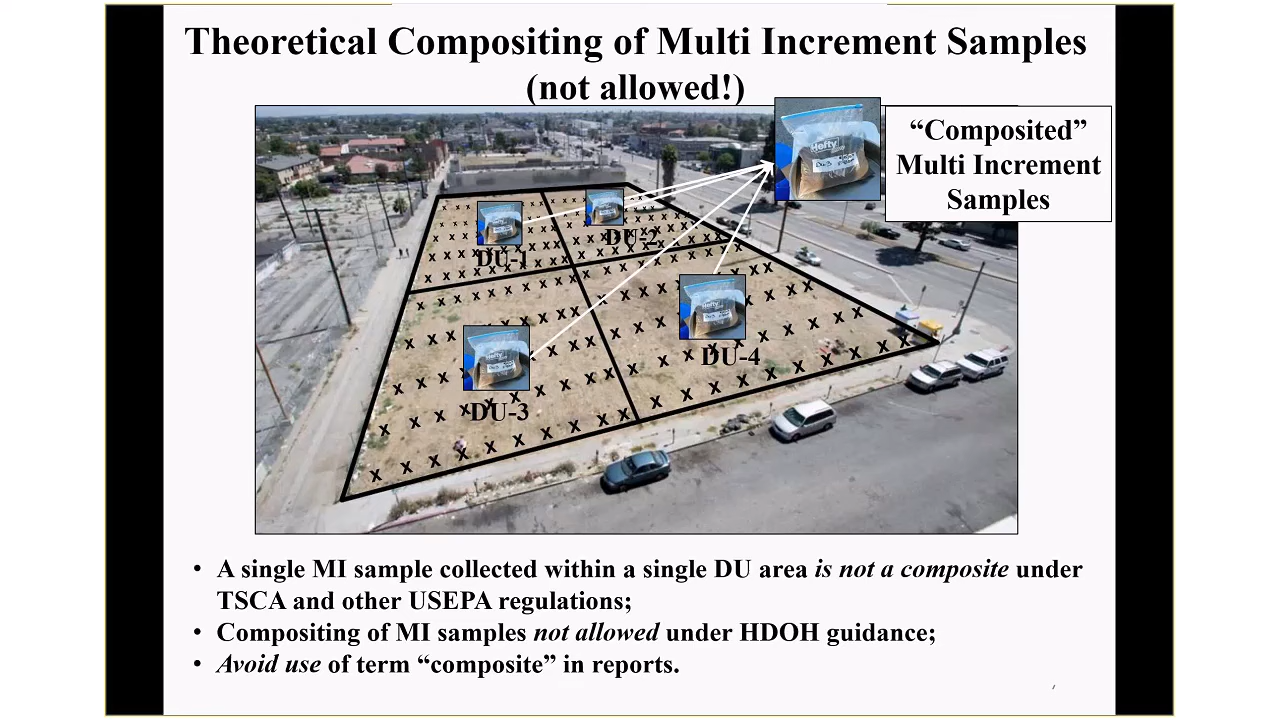 Theoretical Compositing of Multi Increment Samples
(not allowed!)
“Composited”
Multi Increment
Samples
Hefty
DU-1
DU-2
DU-3
DU-4
• A single MI sample collected within a single DU area is not a composite under
TSCA and other USEPA regulations;
• Compositing of MI samples not allowed under HDOH guidance;
• Avoid use of term “composite” in reports.